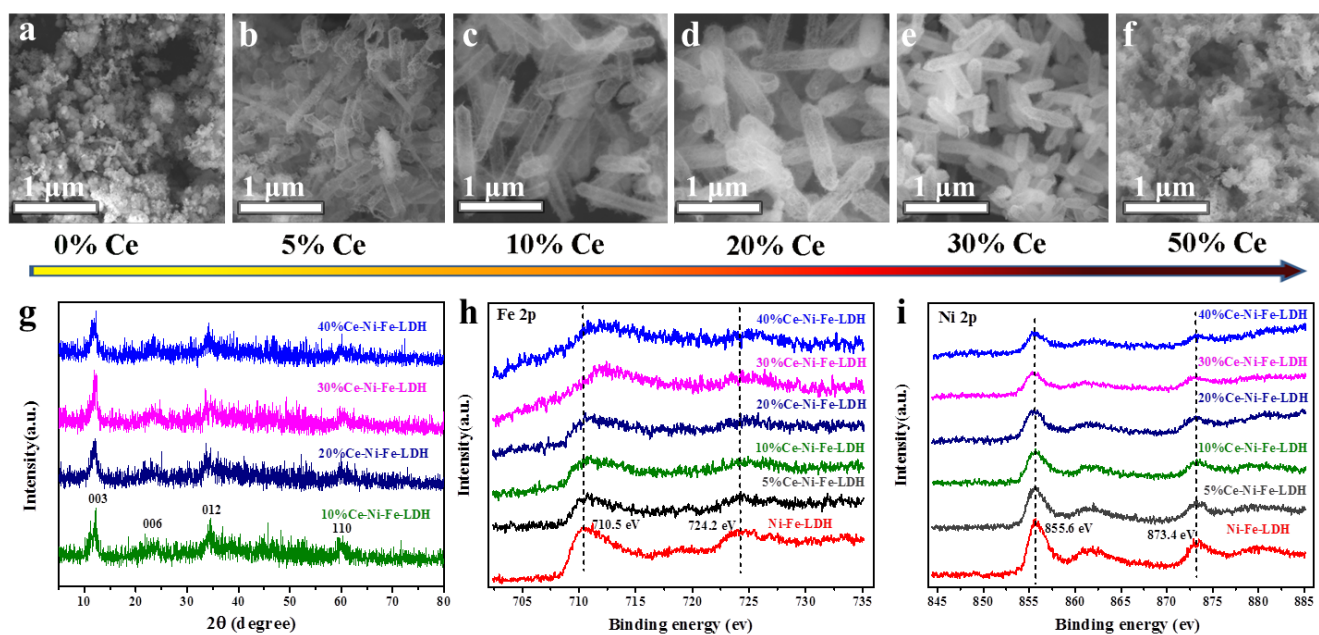 a b c d e f
1 μm 1 μm 1 μm 1 μm 1 μm 1 μm
0% Ce 5% Ce 10% Ce 20% Ce 30% Ce 50% Ce
g
40%Ce-Ni-Fe-LDH
30%Ce-Ni-Fe-LDH
20%Ce-Ni-Fe-LDH
003
006
012
10%Ce-Ni-Fe-LDH
110
Intensity(a.u.)
10 20 30 40 50 60 70 80
2θ (degree)
h
Fe 2p
40%Ce-Ni-Fe-LDH
30%Ce-Ni-Fe-LDH
20%Ce-Ni-Fe-LDH
10%Ce-Ni-Fe-LDH
5%Ce-Ni-Fe-LDH
710.5 eV
724.2 eV
Ni-Fe-LDH
Intensity(a.u.)
705 710 715 720 725 730 735
Binding energy (ev)
i
Ni 2p
40%Ce-Ni-Fe-LDH
30%Ce-Ni-Fe-LDH
20%Ce-Ni-Fe-LDH
10%Ce-Ni-Fe-LDH
5%Ce-Ni-Fe-LDH
855.6 eV
873.4 eV
Ni-Fe-LDH
Intensity(a.u.)
845 850 855 860 865 870 875 880 885
Binding energy (ev)